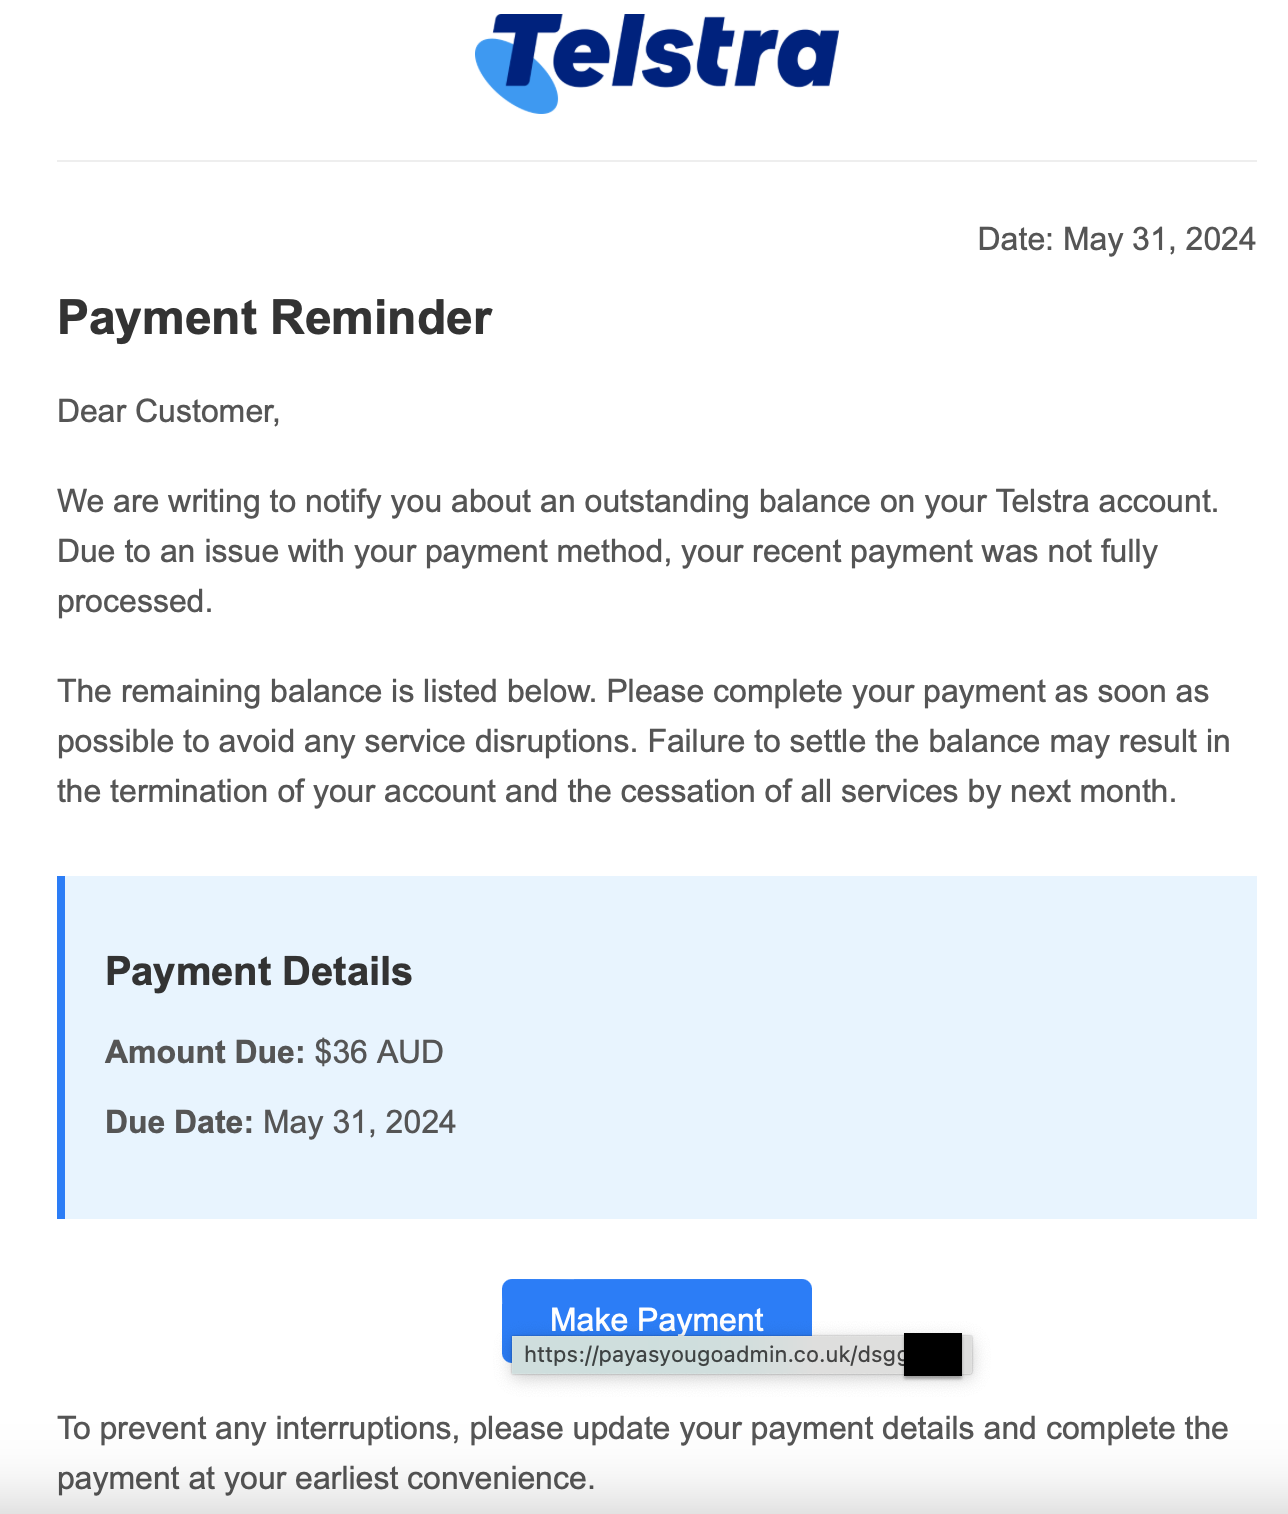 Telstra
Date: May 31, 2024
Payment Reminder
Dear Customer,
We are writing to notify you about an outstanding balance on your Telstra account.
Due to an issue with your payment method, your recent payment was not fully
processed.
The remaining balance is listed below. Please complete your payment as soon as
possible to avoid any service disruptions. Failure to settle the balance may result in
the termination of your account and the cessation of all services by next month.
Payment Details
Amount Due: $36 AUD
Due Date: May 31, 2024
Make Payment
https://payasyougoadmin.co.uk/dsgg
To prevent any interruptions, please update your payment details and complete the
payment at your earliest convenience.